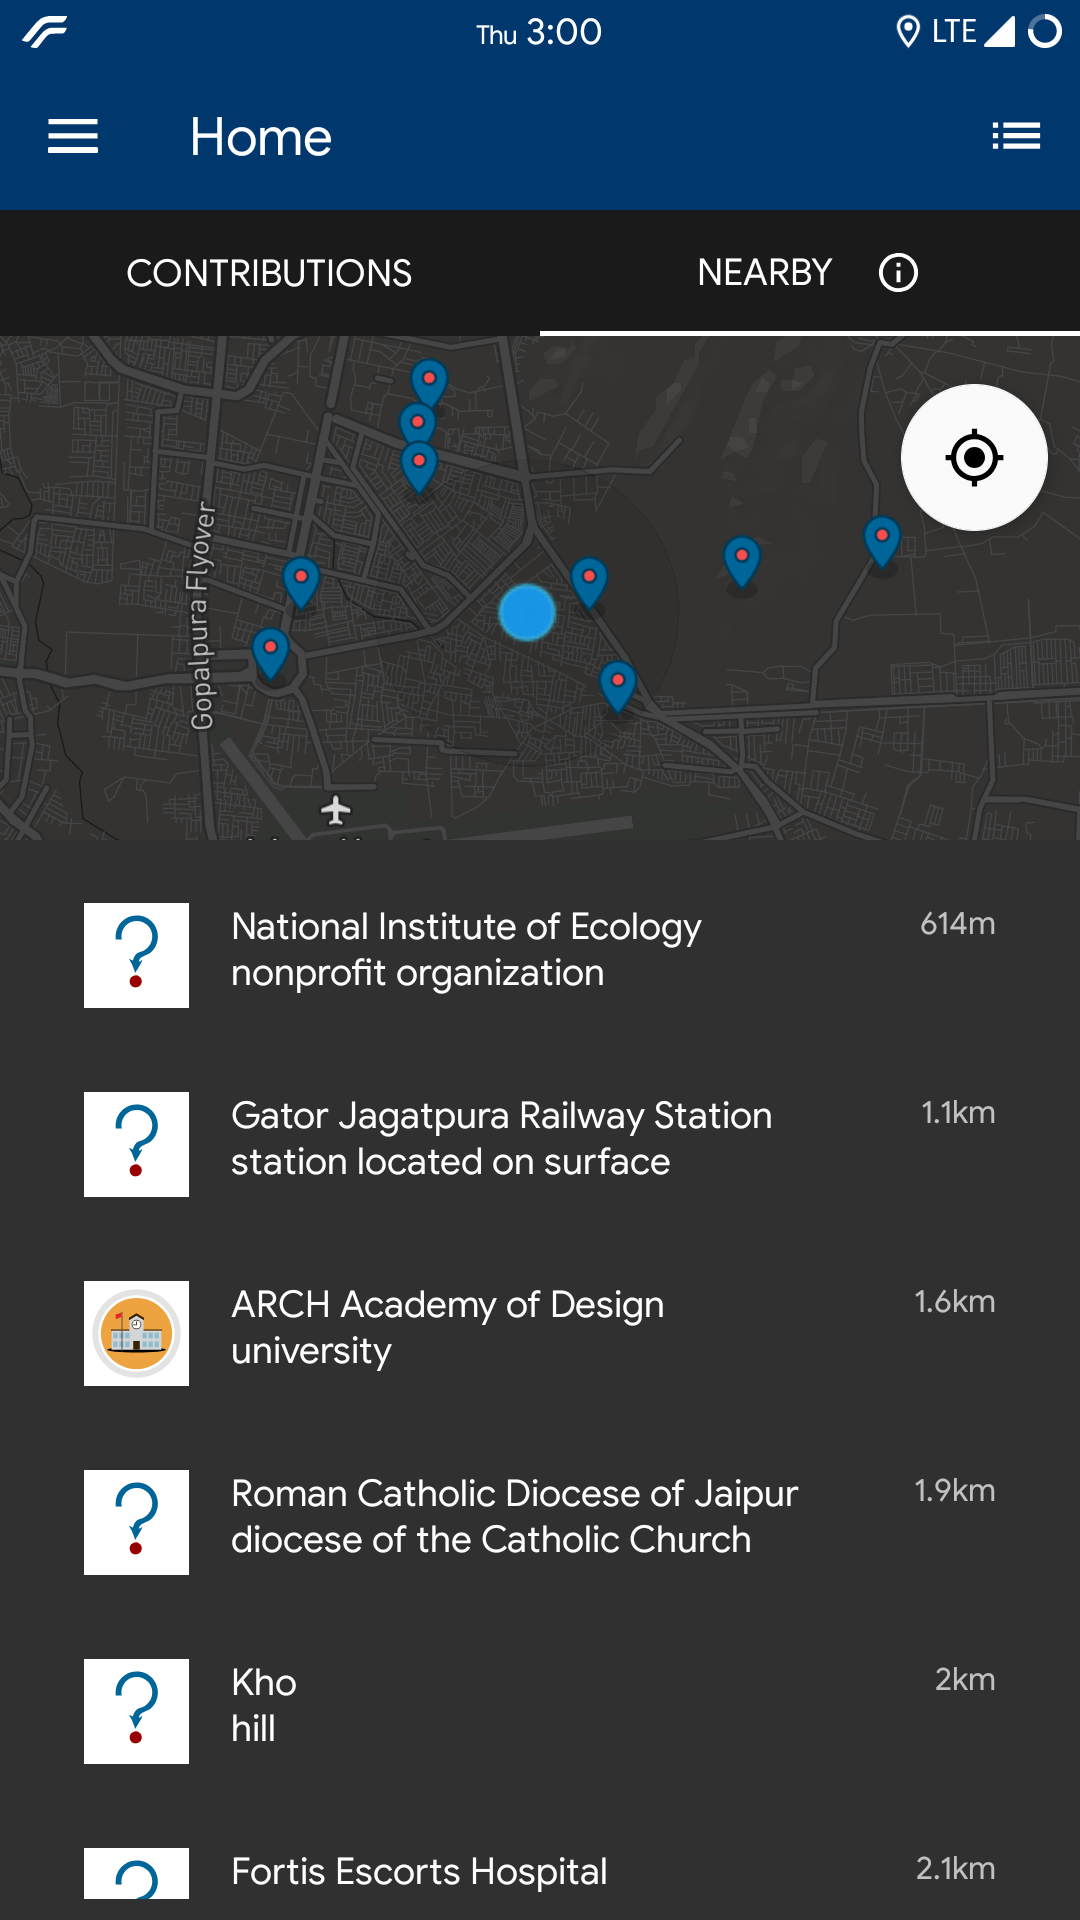 Thu 3:00
LTE
Home
CONTRIBUTIONS
NEARBY
Gopalpura Flyover
National Institute of Ecology
614m
nonprofit organization
Gator Jagatpura Railway Station
1.1km
station located on surface
ARCH Academy of Design
1.6km
university
Roman Catholic Diocese of Jaipur
1.9km
diocese of the Catholic Church
Kho
2km
hill
Fortis Escorts Hospital
2.1km